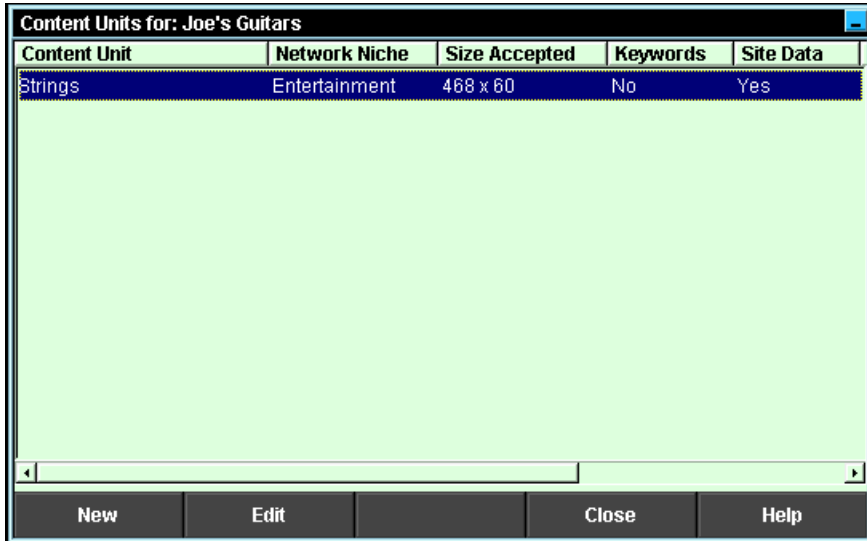 Content Units for: Joe's Guitars
Content Unit Network Niche Size Accepted Keywords Site Data
Strings Entertainment 468 x 60 No Yes
New Edit Close Help